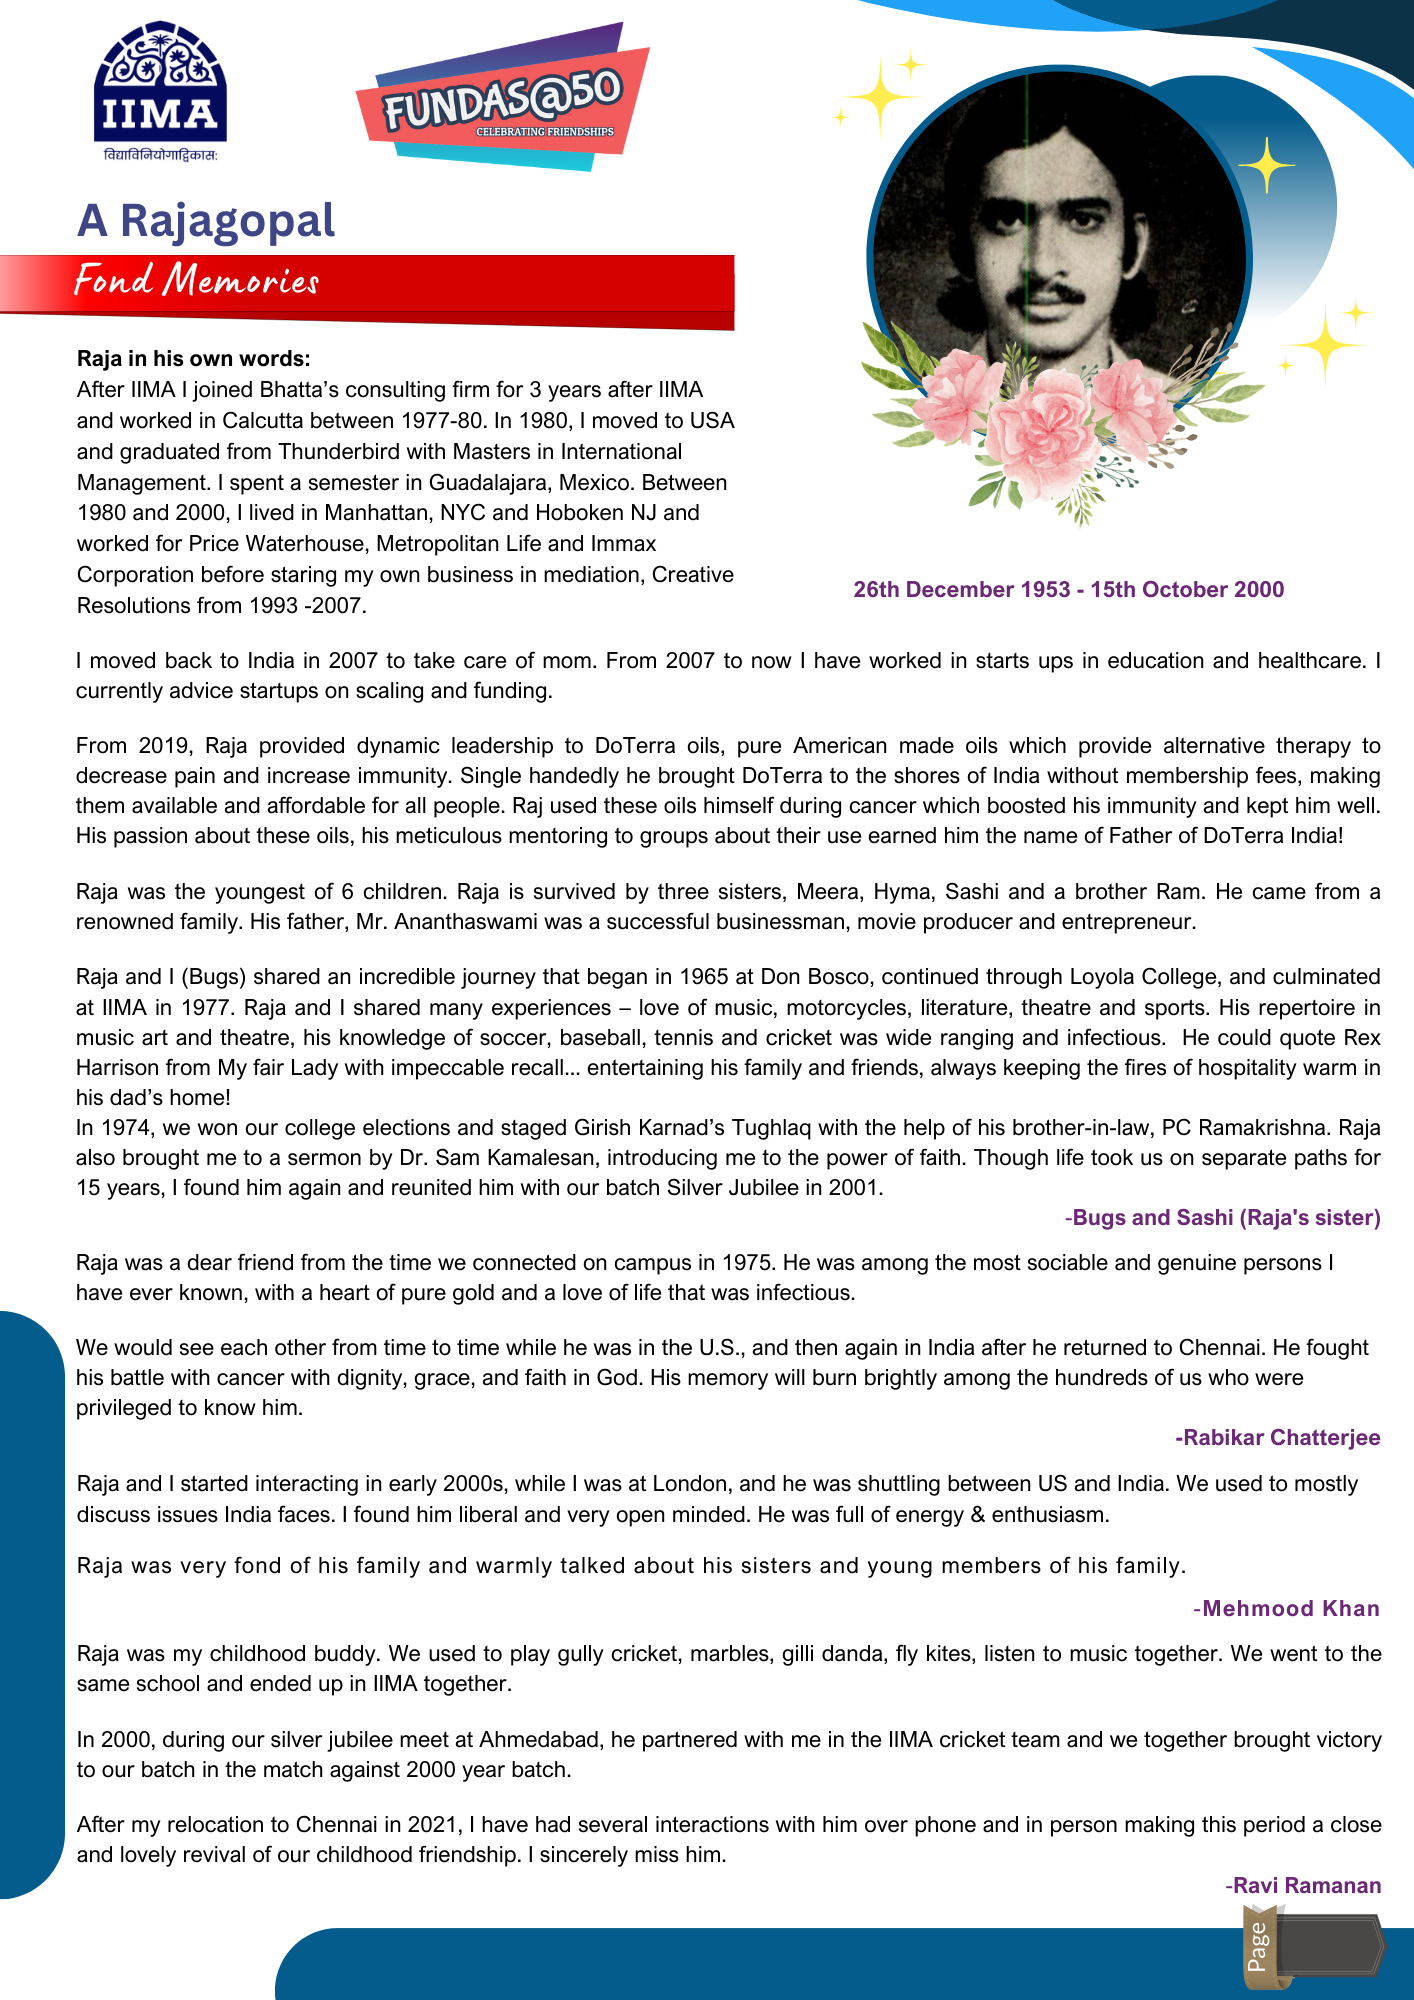 IIMA
विद्याविनियोगाद्विकास:
FUNDAS@50
CELEBRATING FRIENDSHIPS
A Rajagopal
Fond Memories
Raja in his own words:
After IIMA I joined Bhatta’s consulting firm for 3 years after IIMA
and worked in Calcutta between 1977-80. In 1980, I moved to USA
and graduated from Thunderbird with Masters in International
Management. I spent a semester in Guadalajara, Mexico. Between
1980 and 2000, I lived in Manhattan, NYC and Hoboken NJ and
worked for Price Waterhouse, Metropolitan Life and Immax
Corporation before staring my own business in mediation, Creative
Resolutions from 1993 -2007.
26th December 1953 - 15th October 2000
I moved back to India in 2007 to take care of mom. From 2007 to now I have worked in starts ups in education and healthcare. I
currently advice startups on scaling and funding.
From 2019, Raja provided dynamic leadership to DoTerra oils, pure American made oils which provide alternative therapy to
decrease pain and increase immunity. Single handedly he brought DoTerra to the shores of India without membership fees, making
them available and affordable for all people. Raj used these oils himself during cancer which boosted his immunity and kept him well.
His passion about these oils, his meticulous mentoring to groups about their use earned him the name of Father of DoTerra India!
Raja was the youngest of 6 children. Raja is survived by three sisters, Meera, Hyma, Sashi and a brother Ram. He came from a
renowned family. His father, Mr. Ananthaswami was a successful businessman, movie producer and entrepreneur.
Raja and I (Bugs) shared an incredible journey that began in 1965 at Don Bosco, continued through Loyola College, and culminated
at IIMA in 1977. Raja and I shared many experiences – love of music, motorcycles, literature, theatre and sports. His repertoire in
music art and theatre, his knowledge of soccer, baseball, tennis and cricket was wide ranging and infectious.  He could quote Rex
Harrison from My fair Lady with impeccable recall... entertaining his family and friends, always keeping the fires of hospitality warm in
his dad’s home!
In 1974, we won our college elections and staged Girish Karnad’s Tughlaq with the help of his brother-in-law, PC Ramakrishna. Raja
also brought me to a sermon by Dr. Sam Kamalesan, introducing me to the power of faith. Though life took us on separate paths for
15 years, I found him again and reunited him with our batch Silver Jubilee in 2001.
-Bugs and Sashi (Raja's sister)
Raja was a dear friend from the time we connected on campus in 1975. He was among the most sociable and genuine persons I
have ever known, with a heart of pure gold and a love of life that was infectious.
We would see each other from time to time while he was in the U.S., and then again in India after he returned to Chennai. He fought
his battle with cancer with dignity, grace, and faith in God. His memory will burn brightly among the hundreds of us who were
privileged to know him.
-Rabikar Chatterjee
Raja and I started interacting in early 2000s, while I was at London, and he was shuttling between US and India. We used to mostly
discuss issues India faces. I found him liberal and very open minded. He was full of energy & enthusiasm.
Raja was very fond of his family and warmly talked about his sisters and young members of his family.
-Mehmood Khan
Raja was my childhood buddy. We used to play gully cricket, marbles, gilli danda, fly kites, listen to music together. We went to the
same school and ended up in IIMA together.
In 2000, during our silver jubilee meet at Ahmedabad, he partnered with me in the IIMA cricket team and we together brought victory
to our batch in the match against 2000 year batch.
After my relocation to Chennai in 2021, I have had several interactions with him over phone and in person making this period a close
and lovely revival of our childhood friendship. I sincerely miss him.
-Ravi Ramanan
Page